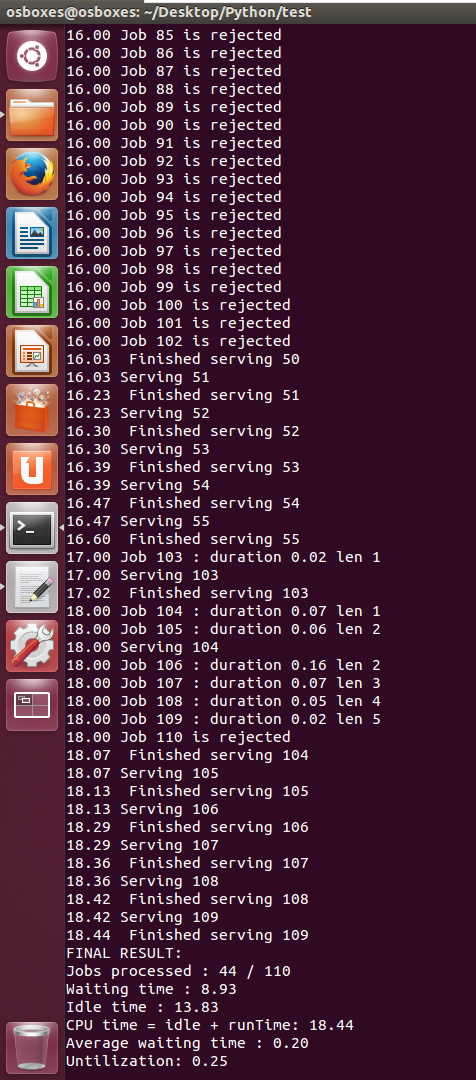 osboxes@osboxes: ~/Desktop/Python/test
16.00 Job 85 is rejected
16.00 Job 86 is rejected
16.00 Job 87 is rejected
16.00 Job 88 is rejected
16.00 Job 89 is rejected
16.00 Job 90 is rejected
16.00 Job 91 is rejected
16.00 Job 92 is rejected
16.00 Job 93 is rejected
16.00 Job 94 is rejected
16.00 Job 95 is rejected
16.00 Job 96 is rejected
16.00 Job 97 is rejected
16.00 Job 98 is rejected
16.00 Job 99 is rejected
16.00 Job 100 is rejected
16.00 Job 101 is rejected
16.00 Job 102 is rejected
16.03  Finished serving 50
16.03 Serving 51
16.23  Finished serving 51
16.23 Serving 52
16.30  Finished serving 52
16.30 Serving 53
16.39  Finished serving 53
16.39 Serving 54
16.47  Finished serving 54
16.47 Serving 55
16.60  Finished serving 55
17.00 Job 103 : duration 0.02 len 1
17.00 Serving 103
17.02  Finished serving 103
18.00 Job 104 : duration 0.07 len 1
18.00 Job 105 : duration 0.06 len 2
18.00 Serving 104
18.00 Job 106 : duration 0.16 len 2
18.00 Job 107 : duration 0.07 len 3
18.00 Job 108 : duration 0.05 len 4
18.00 Job 109 : duration 0.02 len 5
18.00 Job 110 is rejected
18.07  Finished serving 104
18.07 Serving 105
18.13  Finished serving 105
18.13 Serving 106
18.29  Finished serving 106
18.29 Serving 107
18.36  Finished serving 107
18.36 Serving 108
18.42  Finished serving 108
18.42 Serving 109
18.44  Finished serving 109
FINAL RESULT:
Jobs processed : 44 / 110
Waiting time : 8.93
Idle time : 13.83
CPU time = idle + runTime: 18.44
Average waiting time : 0.20
Untilization: 0.25